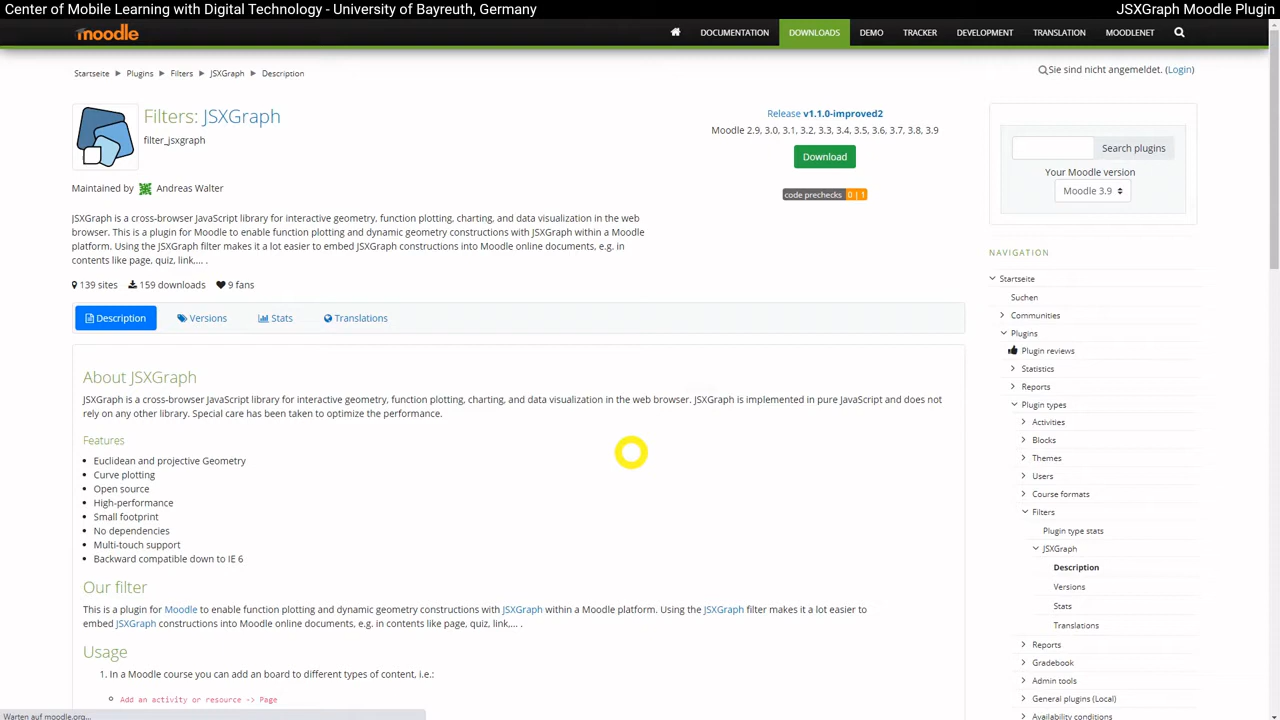 Center of Mobile Learning with Digital Technology - University of Bayreuth, Germany
JSXGraph Moodle Plugin
moodle
DOCUMENTATION
DOWNLOADS
DEMO
TRACKER
DEVELOPMENT
TRANSLATION
MOODLENET
Startseite
Plugins
Filters
JSXGraph
Description
Sie sind nicht angemeldet. (Login)
Filters: JSXGraph
filter_jsxgraph
Maintained by Andreas Walter
JSXGraph is a cross-browser JavaScript library for interactive geometry, function plotting, charting, and data visualization in the web
browser. This is a plugin for Moodle to enable function plotting and dynamic geometry constructions with JSXGraph within a Moodle
platform. Using the JSXGraph filter makes it a lot easier to embed JSXGraph constructions into Moodle online documents, e.g. in
contents like page, quiz, link,... .
139 sites
159 downloads
9 fans
Release v1.1.0-improved2
Moodle 2.9, 3.0, 3.1, 3.2, 3.3, 3.4, 3.5, 3.6, 3.7, 3.8, 3.9
Download
code prechecks 0 | 1
Description
Versions
Stats
Translations
About JSXGraph
JSXGraph is a cross-browser JavaScript library for interactive geometry, function plotting, charting, and data visualization in the web browser. JSXGraph is implemented in pure JavaScript and does not
rely on any other library. Special care has been taken to optimize the performance.
Features
Euclidean and projective Geometry
Curve plotting
Open source
High-performance
Small footprint
No dependencies
Multi-touch support
Backward compatible down to IE 6
Our filter
This is a plugin for Moodle to enable function plotting and dynamic geometry constructions with JSXGraph within a Moodle platform. Using the JSXGraph filter makes it a lot easier to
embed JSXGraph constructions into Moodle online documents, e.g. in contents like page, quiz, link,... .
Usage
1. In a Moodle course you can add an board to different types of content, i.e.:
Add an activity or resource -> Page
Search plugins
Your Moodle version
Moodle 3.9
NAVIGATION
Startseite
Suchen
Communities
Plugins
Plugin reviews
Statistics
Reports
Plugin types
Activities
Blocks
Themes
Users
Course formats
Filters
Plugin type stats
JSXGraph
Description
Versions
Stats
Translations
Reports
Gradebook
Admin tools
General plugins (Local)
Availability conditions
Warten auf moodle.org...